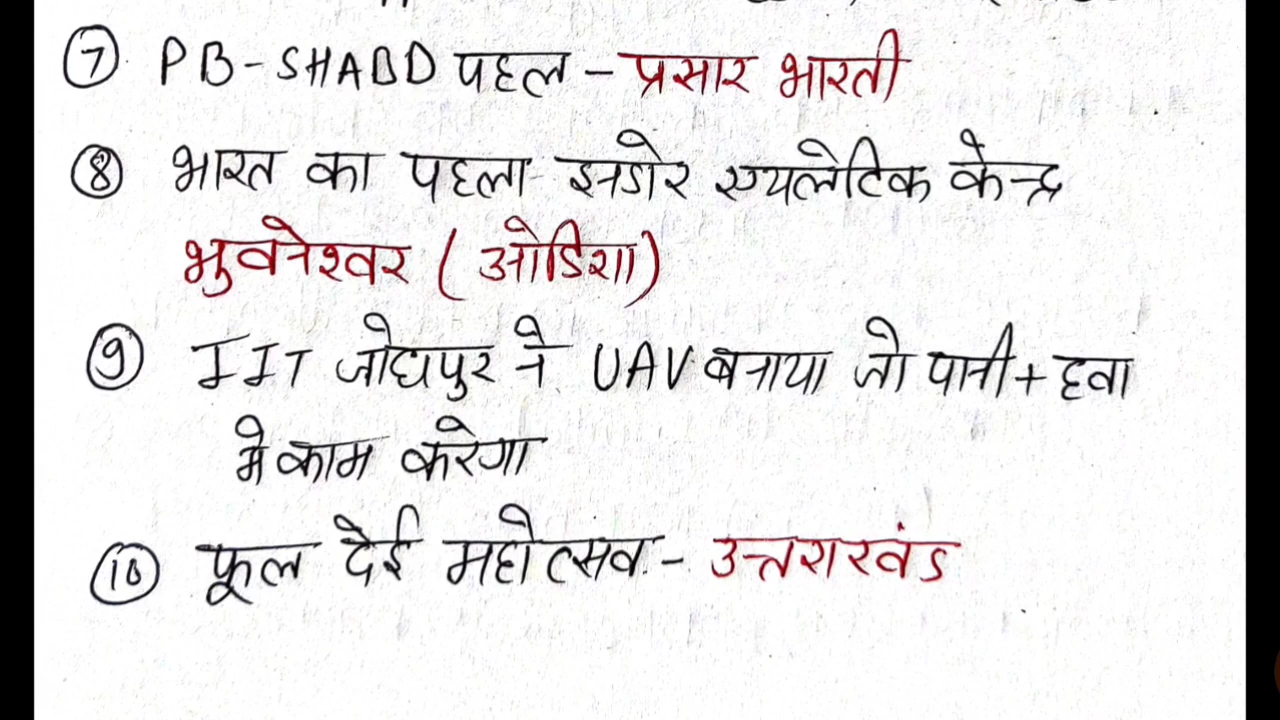 ⑦ PB-SHABD पहल - प्रसार भारती
⑧ भारत का पहला इनडोर एथलेटिक केन्द्र
भुवनेश्वर (ओडिशा)
⑨ IIT जोधपुर ने UAV बनाया जो पानी + हवा
मे काम करेगा
⑩ फूल देई महोत्सव - उत्तराखंड